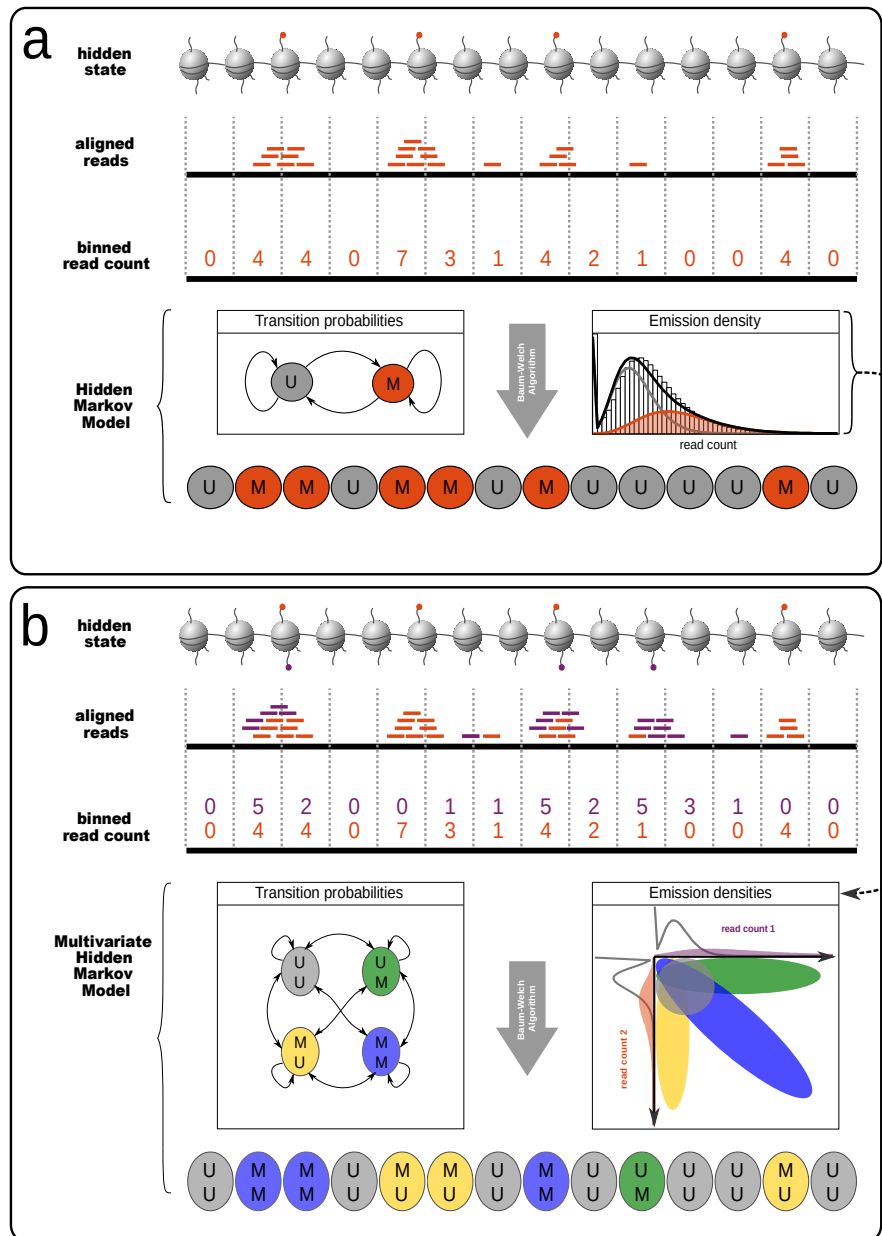 a
hidden
state
aligned
reads
binned
read count
0 4 4 0 7 3 1 4 2 1 0 0 4 0
Hidden
Markov
Model
Transition probabilities
U M
Baum-Welch
Algorithm
Emission density
read count
U M M U M M U M U U U U M U
b
hidden
state
aligned
reads
binned
read count
0 5 2 0 0 1 1 5 2 5 3 1 0 0
0 4 4 0 7 3 1 4 2 1 0 0 4 0
Multivariate
Hidden
Markov
Model
Transition probabilities
U U
U M
M M
U M
Baum-Welch
Algorithm
Emission densities
read count 1
read count 2
U M M U M M U M U U U U M U
U M M U U U U M U M U U U U